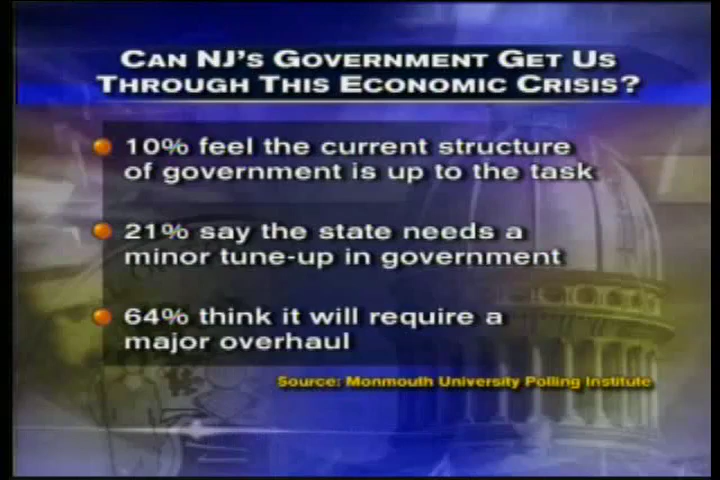 CAN NJ'S GOVERNMENT GET US
THROUGH THIS ECONOMIC CRISIS?
10% feel the current structure
of government is up to the task
21% say the state needs a
minor tune-up in government
64% think it will require a
major overhaul
Source: Monmouth University Polling Institute